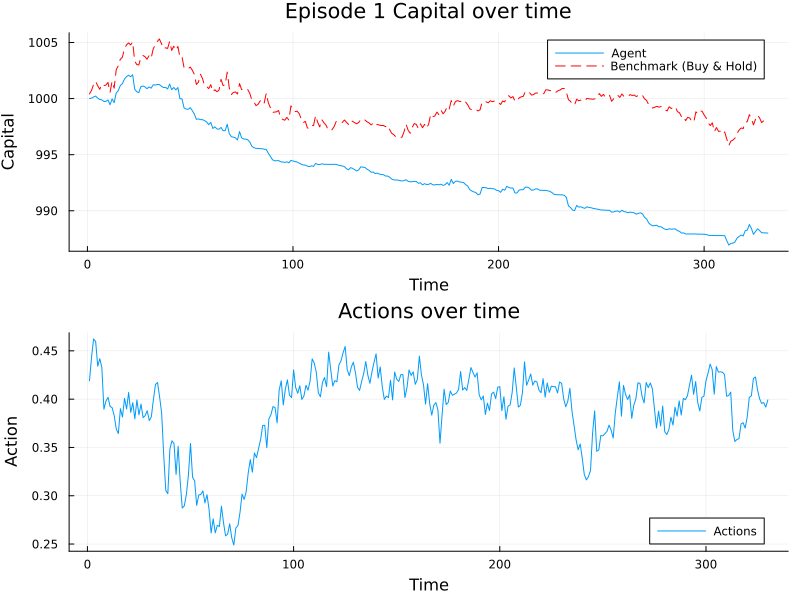 Episode 1 Capital over time
Capital
1005
1000
995
990
Agent
Benchmark (Buy & Hold)
0 100 200 300
Time
Actions over time
Action
0.45
0.40
0.35
0.30
0.25
Actions
0 100 200 300
Time